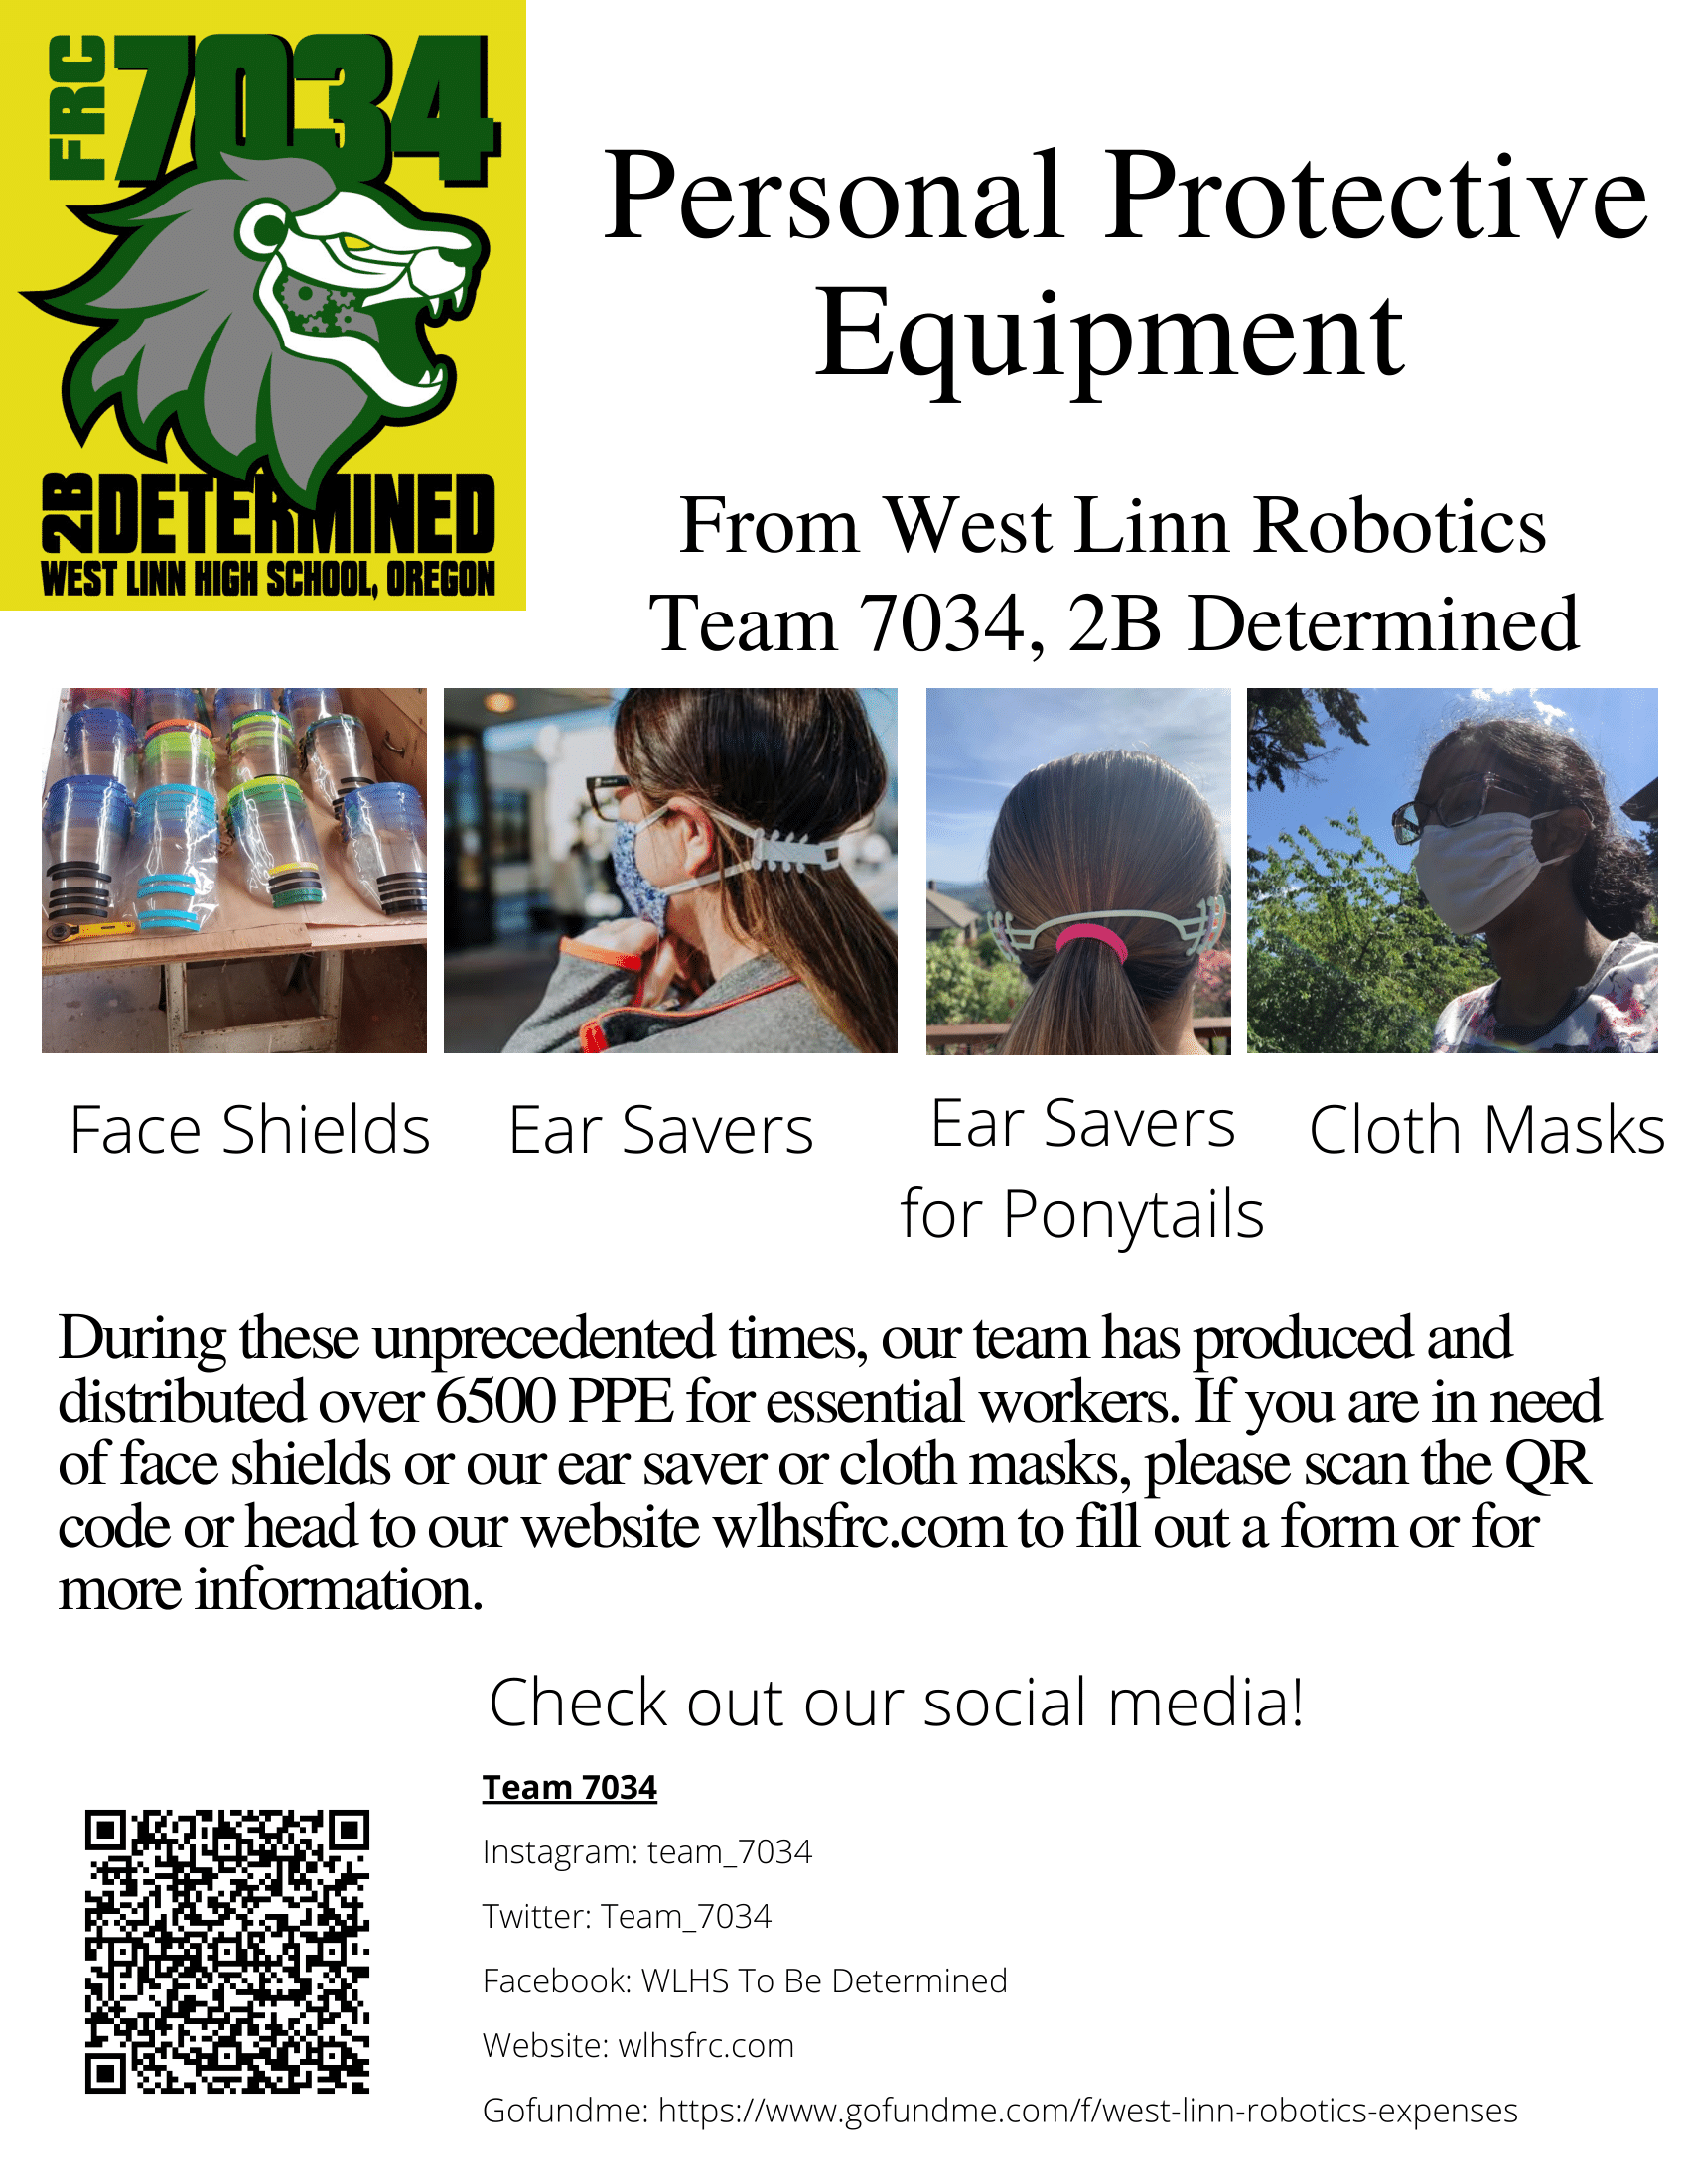 FRC 7034
2B DETERMINED
WEST LINN HIGH SCHOOL, OREGON
Personal Protective
Equipment
From West Linn Robotics
Team 7034, 2B Determined
Face Shields
Ear Savers
Ear Savers
for Ponytails
Cloth Masks
During these unprecedented times, our team has produced and
distributed over 6500 PPE for essential workers. If you are in need
of face shields or our ear saver or cloth masks, please scan the QR
code or head to our website wlhsfrc.com to fill out a form or for
more information.
Check out our social media!
Team 7034
Instagram: team_7034
Twitter: Team_7034
Facebook: WLHS To Be Determined
Website: wlhsfrc.com
Gofundme: https://www.gofundme.com/f/west-linn-robotics-expenses